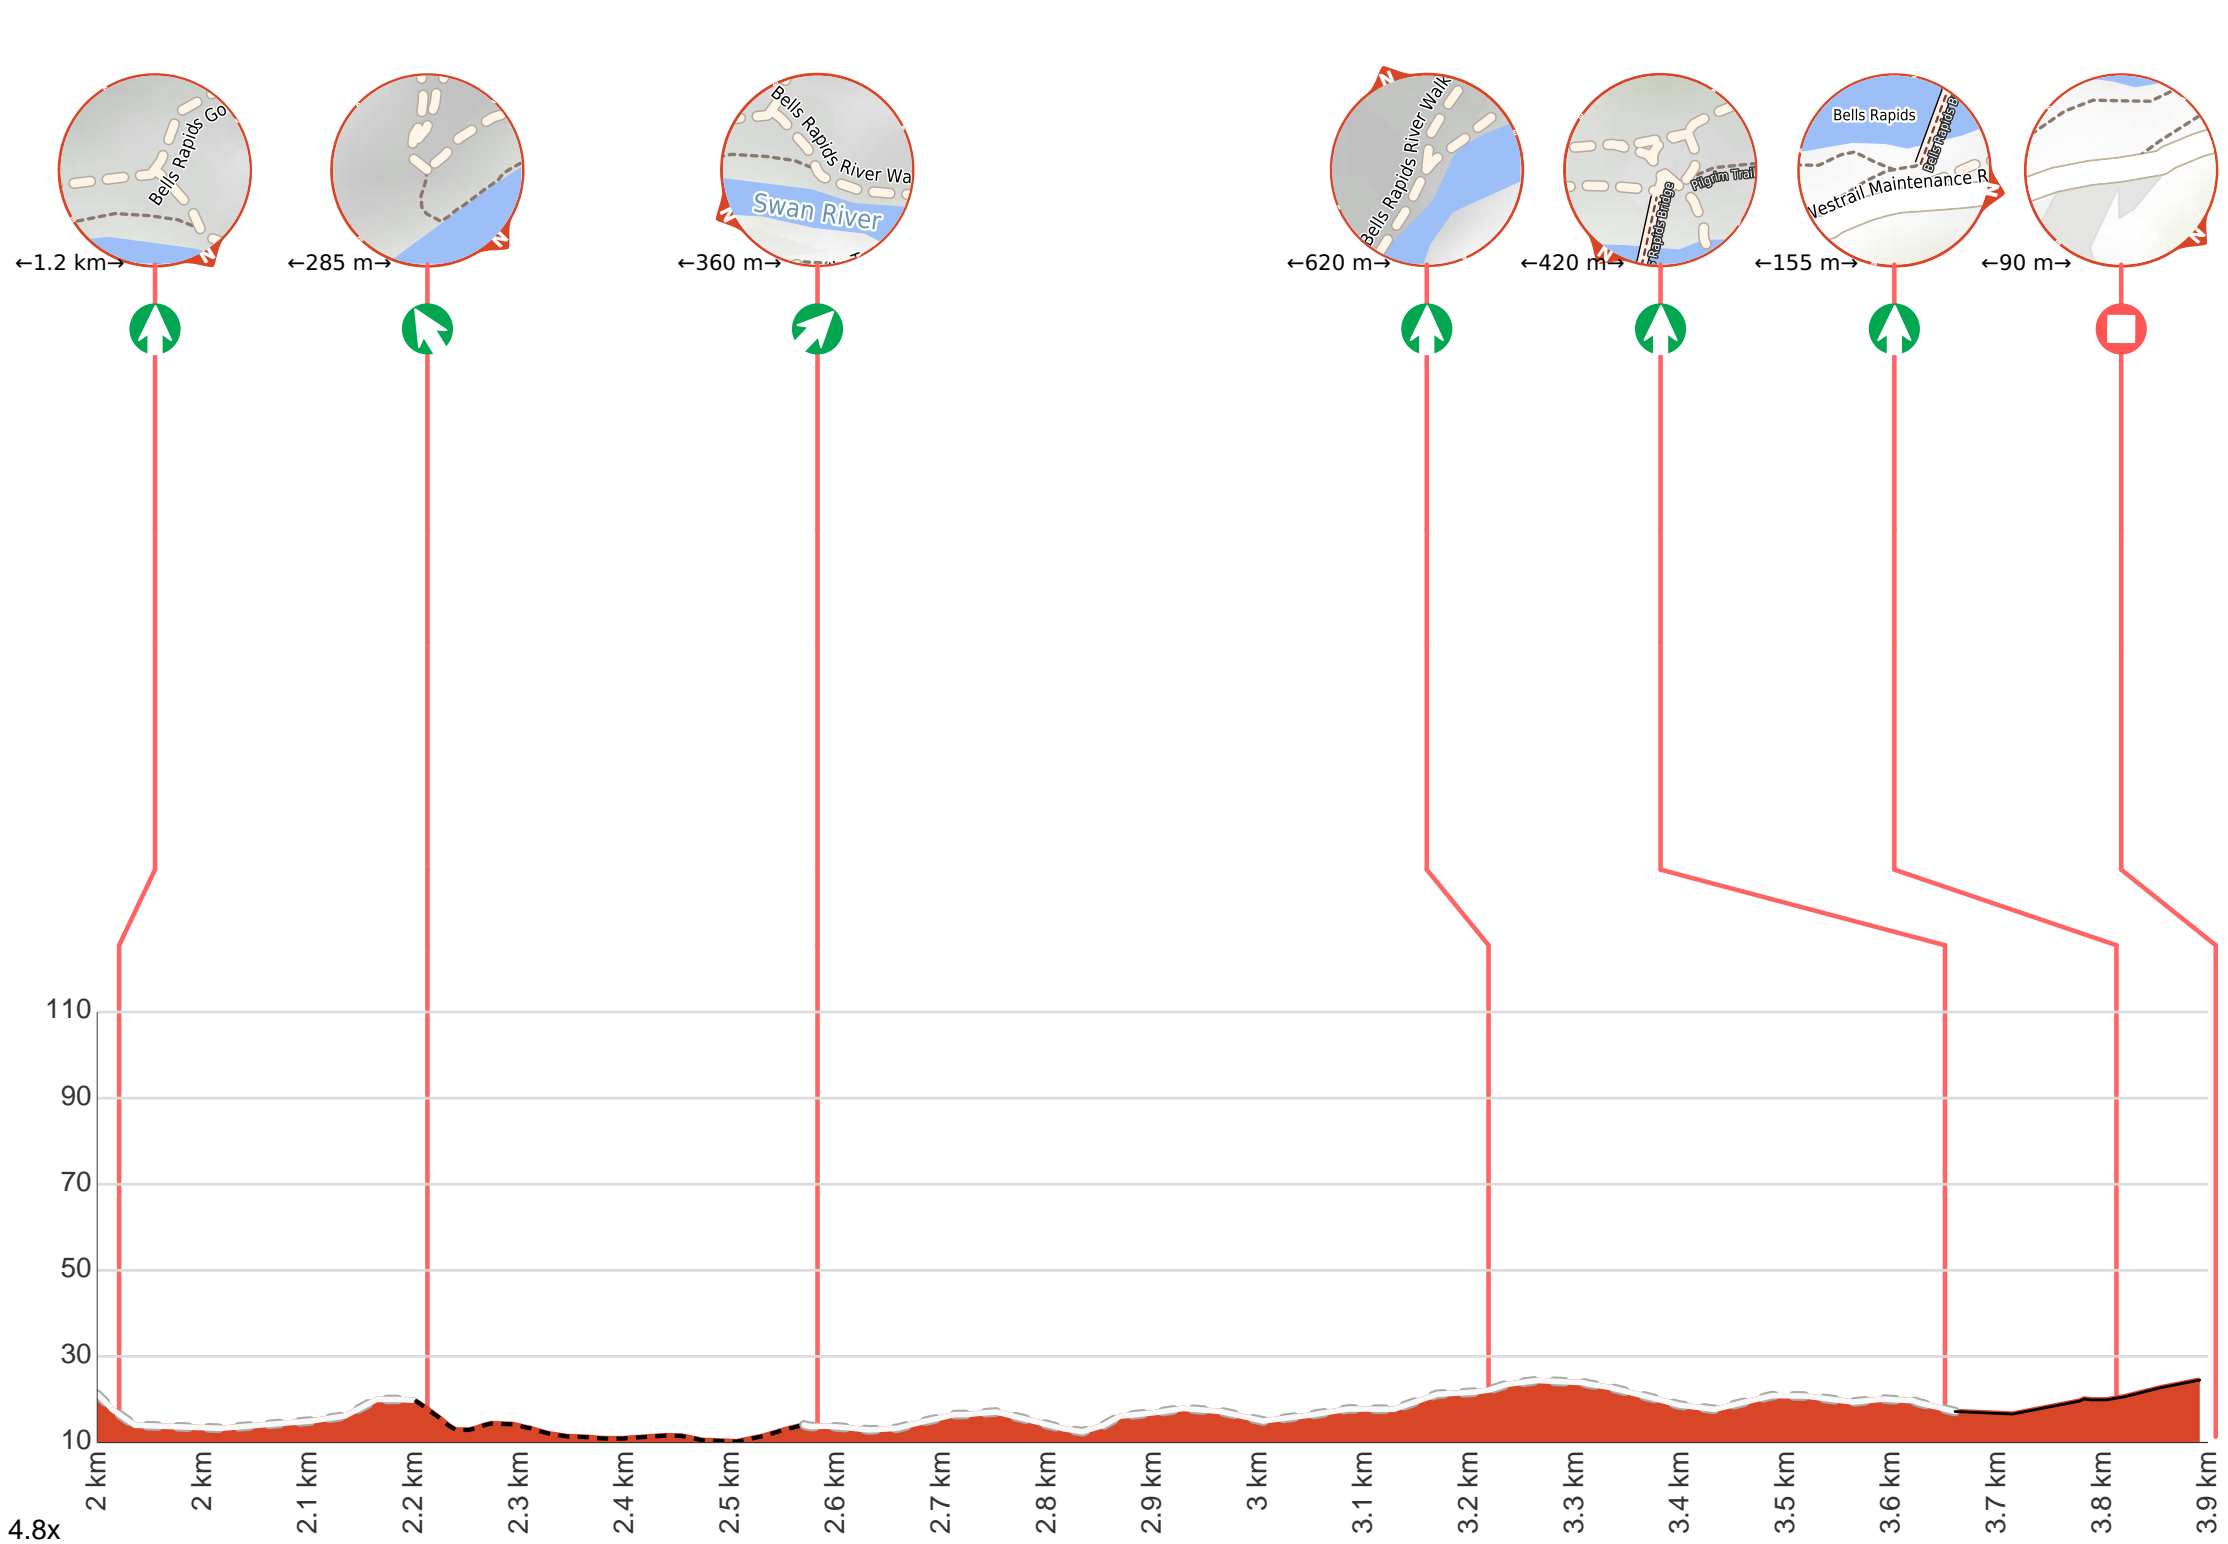 Bells Rapids Go
N
N
Bells Rapids River Wa
Swan River
N
N
Bells Rapids River Walk
Pilgrim Trail
Rapids Bridge
N
Bells Rapids
Bells Rapids B
Westrail Maintenance R
N
N
←1.2 km→
←285 m→
←360 m→
←620 m→
←420 m→
←155 m→
←90 m→
110
90
70
50
30
10
2 km
2 km
2.1 km
2.2 km
2.3 km
2.4 km
2.5 km
2.6 km
2.7 km
2.8 km
2.9 km
3 km
3.1 km
3.2 km
3.3 km
3.4 km
3.5 km
3.6 km
3.7 km
3.8 km
3.9 km
4.8x